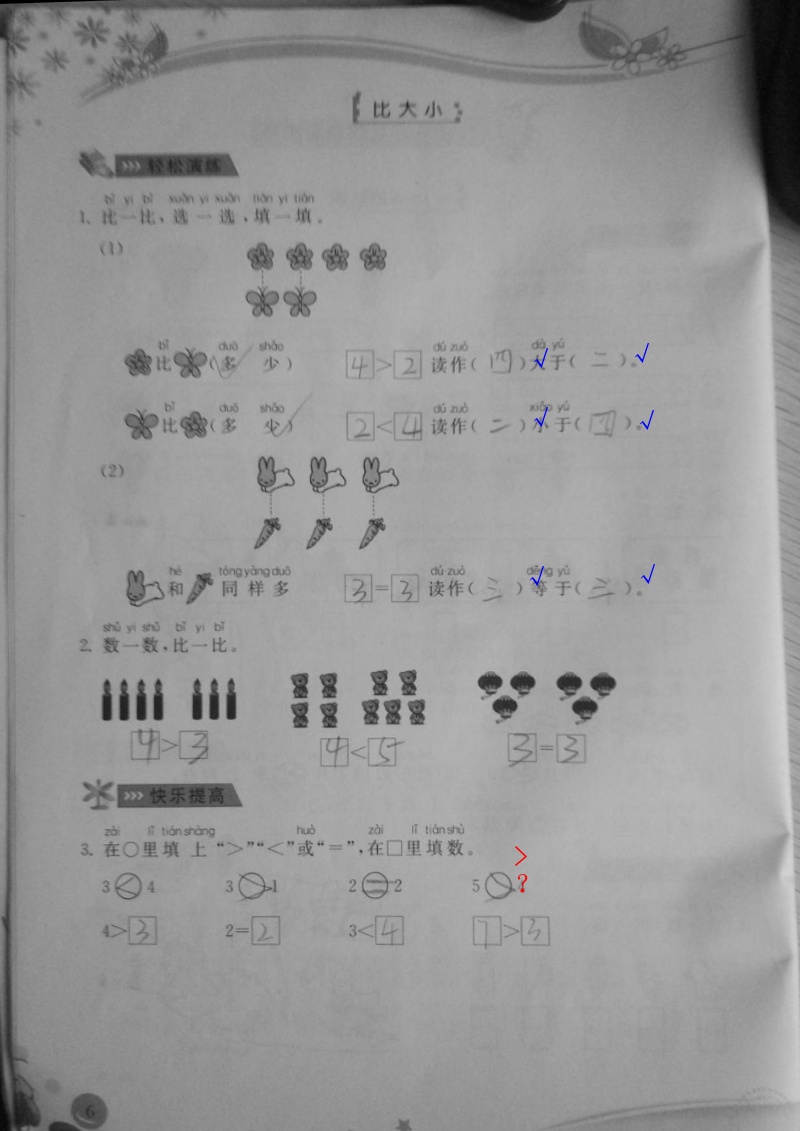 比大小
轻松演练
bǐ yi bǐ xuǎn yi xuǎn tián yi tián
1. 比一比，选一选，填一填。
(1)
bǐ duō shǎo dú zuò dà yú
比 (多 少) 4>2 读作(四)大于(二)。
bǐ duō shǎo dú zuò xiǎo yú
比 (多 少) 2<4 读作(二)小于(四)。
(2)
hé tóng yàng duō dú zuò děng yú
和 同样多 3=3 读作(三)等于(三)。
shǔ yi shǔ bǐ yi bǐ
2. 数一数，比一比。
4>3 4<5 3=3
快乐提高
zài lǐ tián shàng huò zài lǐ tián shù
3. 在○里填上“>”“<”或“=”，在□里填数。
>
3<4 3>1 2=2 5> ?
4>3 2=2 3<4 7>3
6